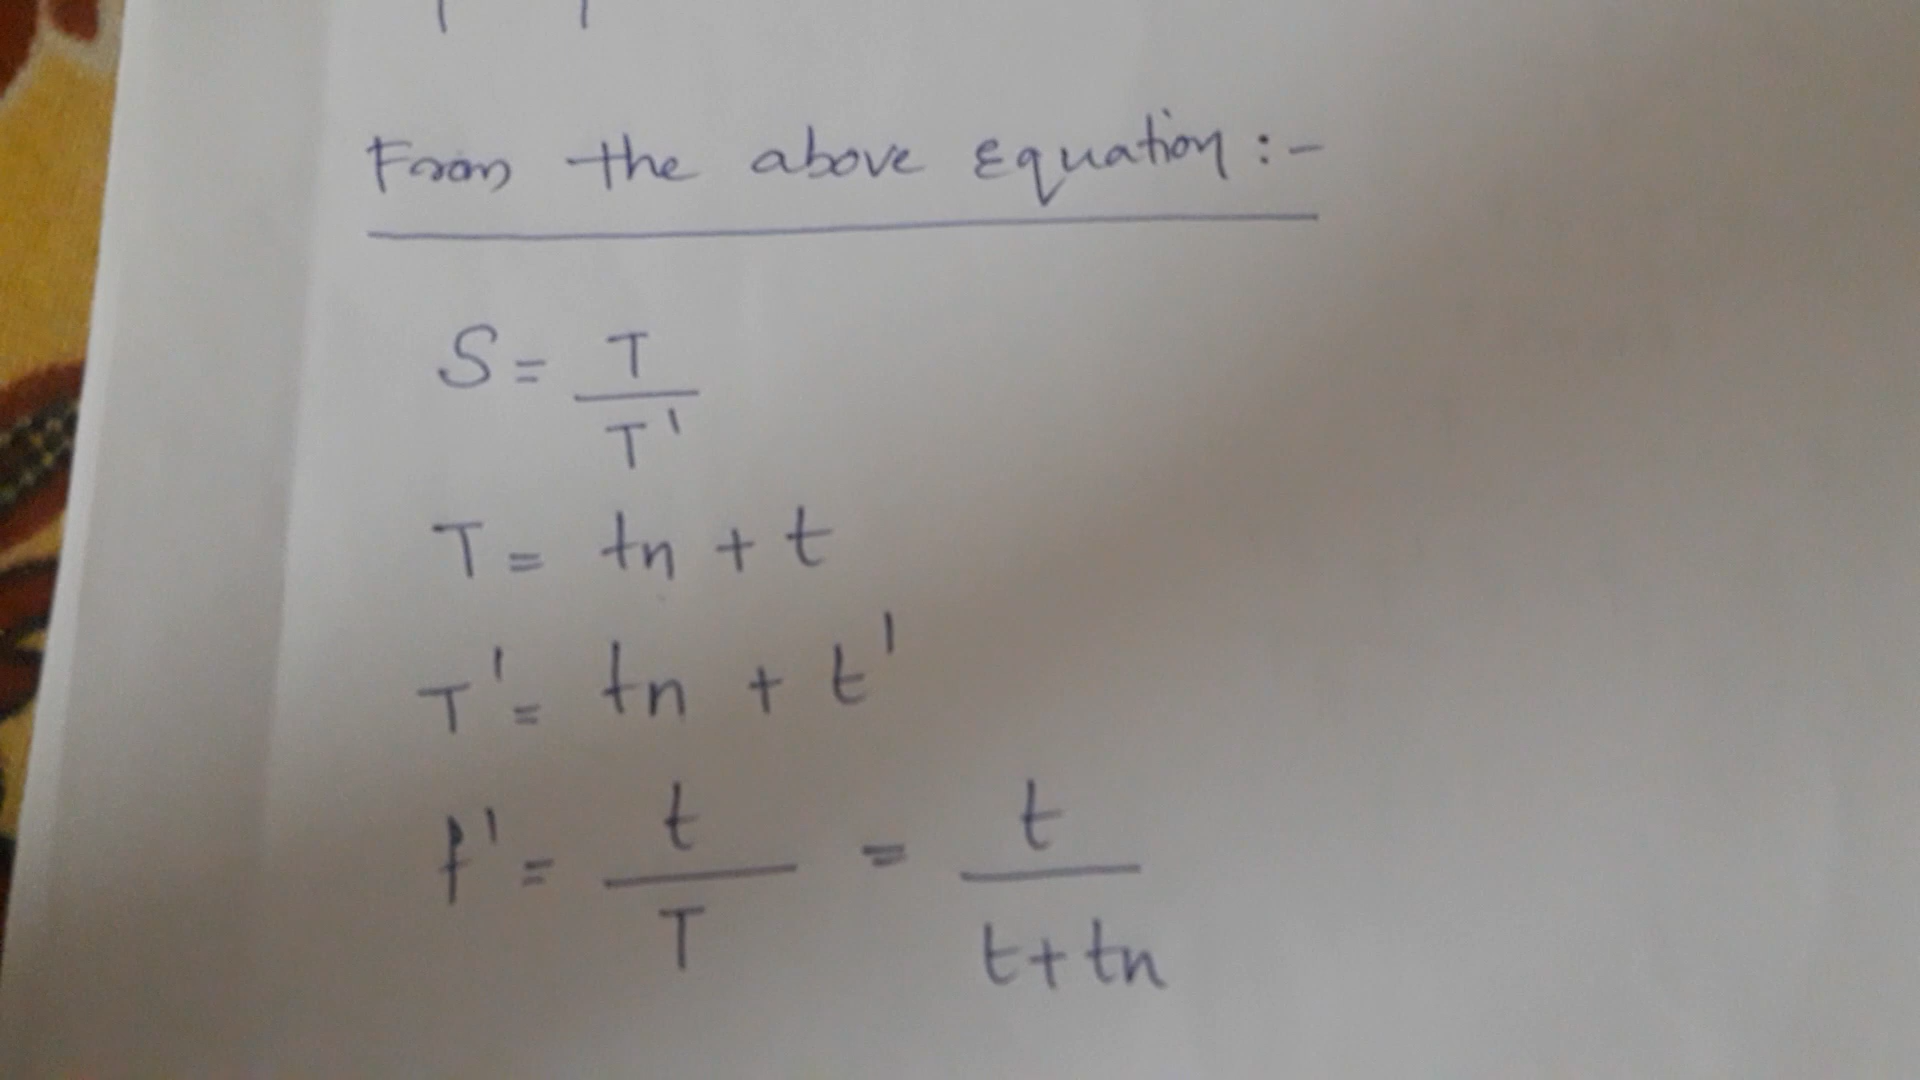 From the above Equation :-
S = T / T'
T = tn + t
T' = tn + t'
f' = t / T = t / t + tn